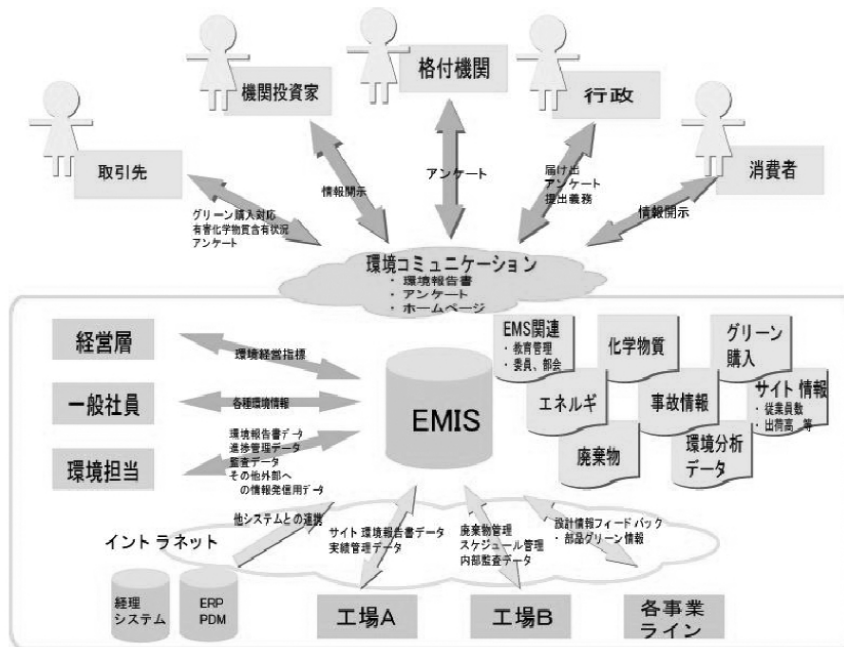 格付機関
機関投資家
行政
取引先
消費者
アンケート
情報開示
届け出
アンケート
提出義務
情報開示
グリーン購入対応
有害化学物質含有状況
アンケート
環境コミュニケーション
・環境報告書
・アンケート
・ホームページ
経営層
環境経営指標
一般社員
各種環境情報
環境担当
環境報告書データ
進捗管理データ
監査データ
その他外部へ
の情報発信用データ
EMIS
EMS関連
・教育管理
・委員、部会
化学物質
グリーン
購入
エネルギ
事故情報
サイト情報
・従業員数
・出荷高 等
廃棄物
環境分析
データ
イントラネット
他システムとの連携
サイト環境報告書データ
実績管理データ
廃棄物管理
スケジュール管理
内部監査データ
設計情報フィードバック
・部品グリーン情報
経理
システム
ERP
PDM
工場A
工場B
各事業
ライン